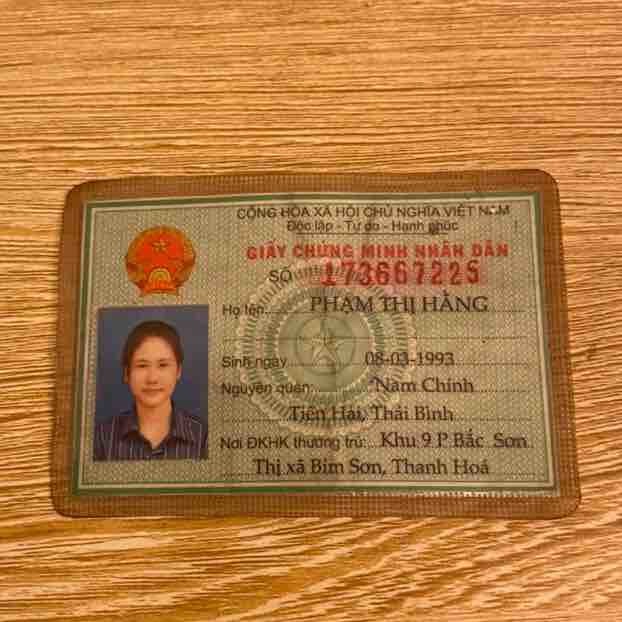 CỘNG HÒA XÃ HỘI CHỦ NGHĨA VIỆT NAM
Độc lập - Tự do - Hạnh phúc
GIẤY CHỨNG MINH NHÂN DÂN
SỐ 173667225
Họ tên: PHẠM THỊ HẰNG
Sinh ngày 08-03-1993
Nguyên quán: Nam Chính
Tiền Hải, Thái Bình
Nơi ĐKHK thường trú: Khu 9 P Bắc Sơn
Thị xã Bỉm Sơn, Thanh Hoá